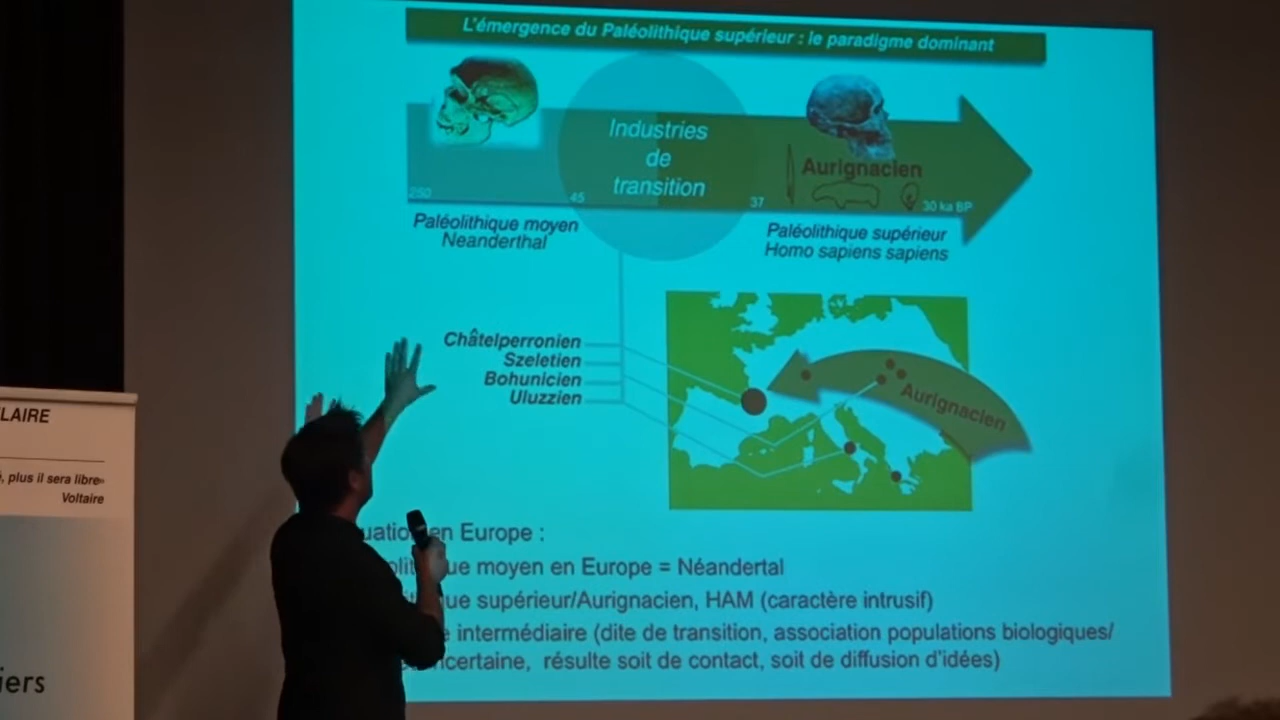 L'émergence du Paléolithique supérieur : le paradigme dominant
Industries
de
transition
Aurignacien
250
45
37
30 ka BP
Paléolithique moyen
Neanderthal
Paléolithique supérieur
Homo sapiens sapiens
Châtelperronien
Szeletien
Bohunicien
Uluzzien
Aurignacien
en Europe :
moyen en Europe = Néandertal
supérieur/Aurignacien, HAM (caractère intrusif)
intermédiaire (dite de transition, association populations biologiques/
résulte soit de contact, soit de diffusion d'idées)
LAIRE
plus il sera libre»
Voltaire
iers